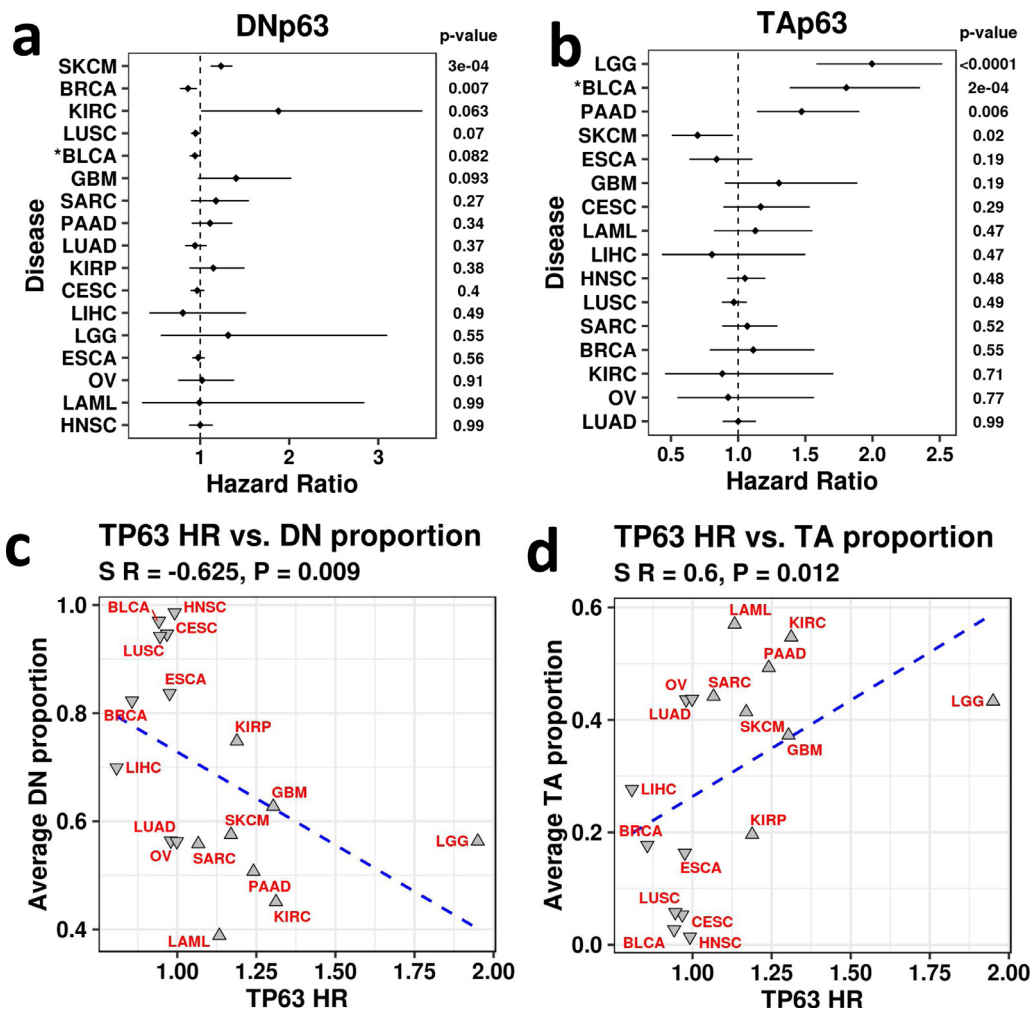 a
DNp63
p-value
SKCM 3e-04
BRCA 0.007
KIRC 0.063
LUSC 0.07
*BLCA 0.082
GBM 0.093
SARC 0.27
PAAD 0.34
LUAD 0.37
KIRP 0.38
CESC 0.4
LIHC 0.49
LGG 0.55
ESCA 0.56
OV 0.91
LAML 0.99
HNSC 0.99
Disease
1 2 3
Hazard Ratio
b
TAp63
p-value
LGG <0.0001
*BLCA 2e-04
PAAD 0.006
SKCM 0.02
ESCA 0.19
GBM 0.19
CESC 0.29
LAML 0.47
LIHC 0.47
HNSC 0.48
LUSC 0.49
SARC 0.52
BRCA 0.55
KIRC 0.71
OV 0.77
LUAD 0.99
Disease
0.5 1.0 1.5 2.0 2.5
Hazard Ratio
c
TP63 HR vs. DN proportion
S R = -0.625, P = 0.009
Average DN proportion
1.0
0.8
0.6
0.4
BLCA
HNSC
CESC
LUSC
ESCA
BRCA
KIRP
LIHC
GBM
SKCM
LUAD
OV
SARC
LGG
PAAD
KIRC
LAML
1.00 1.25 1.50 1.75 2.00
TP63 HR
d
TP63 HR vs. TA proportion
S R = 0.6, P = 0.012
Average TA proportion
0.6
0.4
0.2
0.0
LAML
KIRC
PAAD
OV
SARC
LGG
LUAD
SKCM
GBM
LIHC
BRCA
KIRP
ESCA
LUSC
CESC
BLCA
HNSC
1.00 1.25 1.50 1.75 2.00
TP63 HR